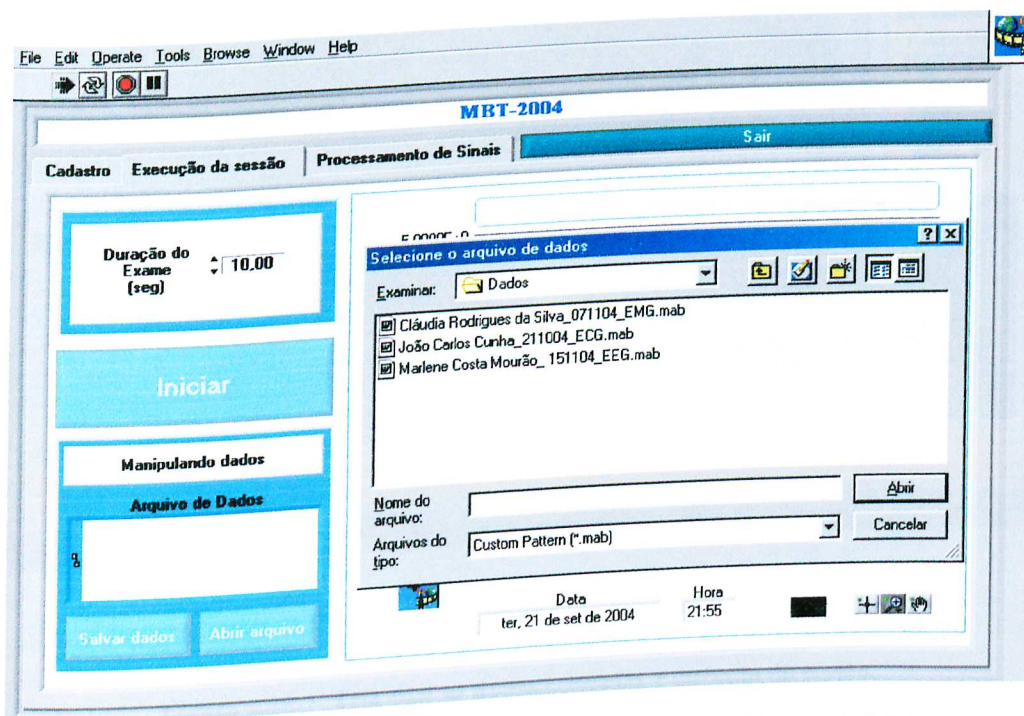 File Edit Operate Tools Browse Window Help
MBT-2004
Sair
Cadastro Execução da sessão Processamento de Sinais
Duração do
Exame
(seg)
10,00
Iniciar
Manipulando dados
Arquivo de Dados
Salvar dados Abrir arquivo
Selecione o arquivo de dados
Examinar: Dados
Cláudia Rodrigues da Silva_071104_EMG.mab
João Carlos Cunha_211004_ECG.mab
Marlene Costa Mourão_ 151104_EEG.mab
Nome do
arquivo:
Abrir
Arquivos do
tipo:
Custom Pattern (*.mab)
Cancelar
Data Hora
ter, 21 de set de 2004 21:55